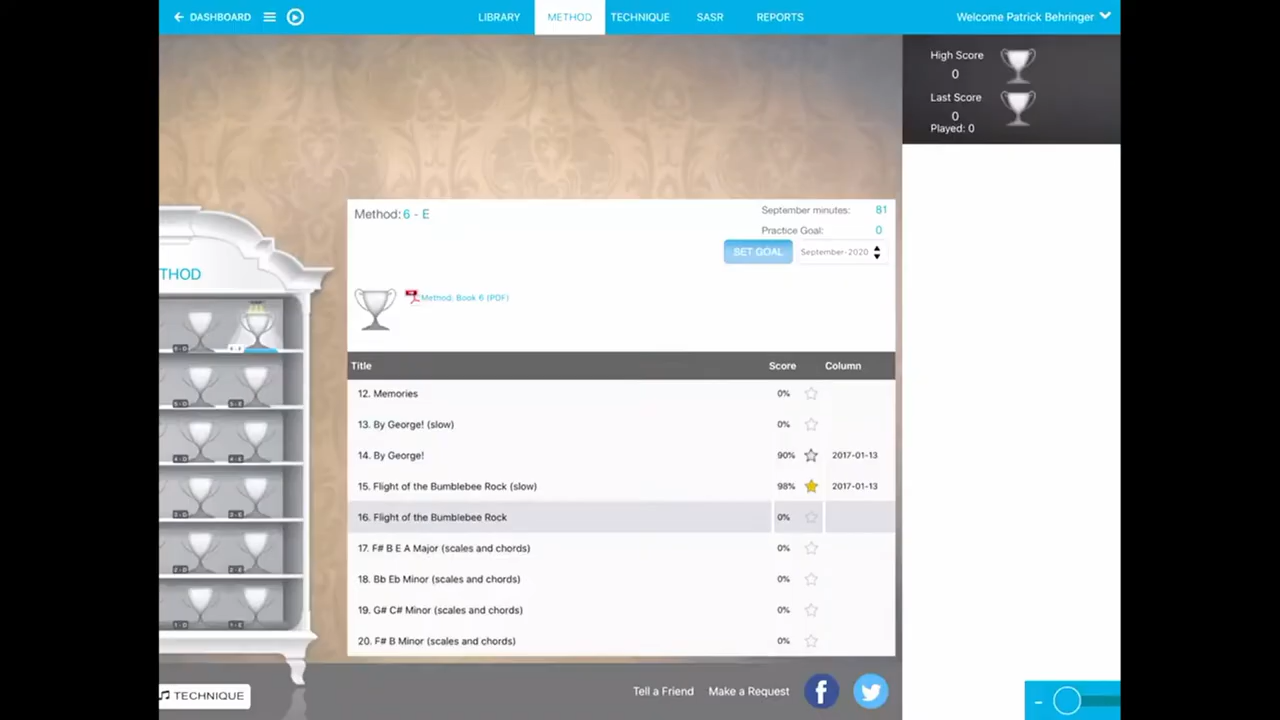 DASHBOARD
LIBRARY
METHOD
TECHNIQUE
SASR
REPORTS
Welcome Patrick Behringer
High Score
0
Last Score
0
Played: 0
Method: 6 - E
September minutes: 81
Practice Goal: 0
SET GOAL
September-2020
THOD
Method: Book 6 (PDF)
Title Score Column
12. Memories 0%
13. By George! (slow) 0%
14. By George! 90% 2017-01-13
15. Flight of the Bumblebee Rock (slow) 98% 2017-01-13
16. Flight of the Bumblebee Rock 0%
17. F# B E A Major (scales and chords) 0%
18. Bb Eb Minor (scales and chords) 0%
19. G# C# Minor (scales and chords) 0%
20. F# B Minor (scales and chords) 0%
TECHNIQUE
Tell a Friend
Make a Request